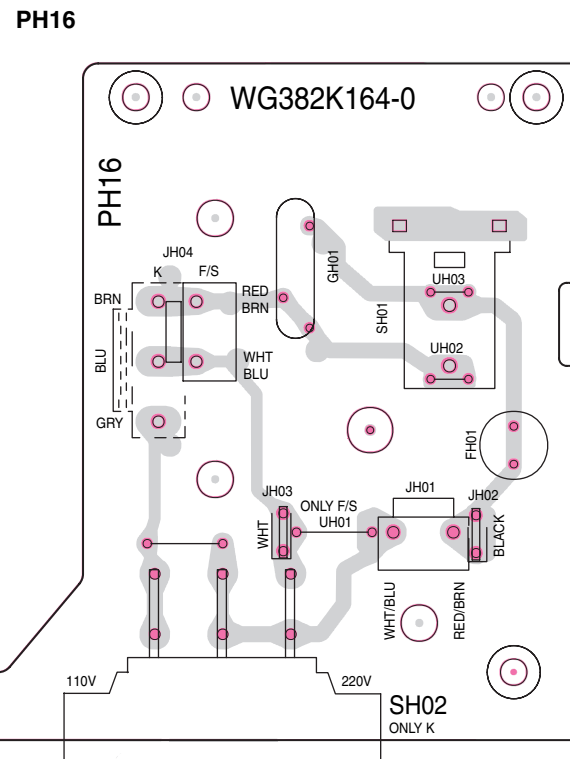 PH16
WG382K164-0
PH16
JH04
K F/S
BRN
RED
BRN
GH01
SH01
UH03
BLU
WHT
BLU
UH02
GRY
FH01
JH03
ONLY F/S
UH01
JH01
JH02
WHT
BLACK
WHT/BLU
RED/BRN
110V
220V
SH02
ONLY K